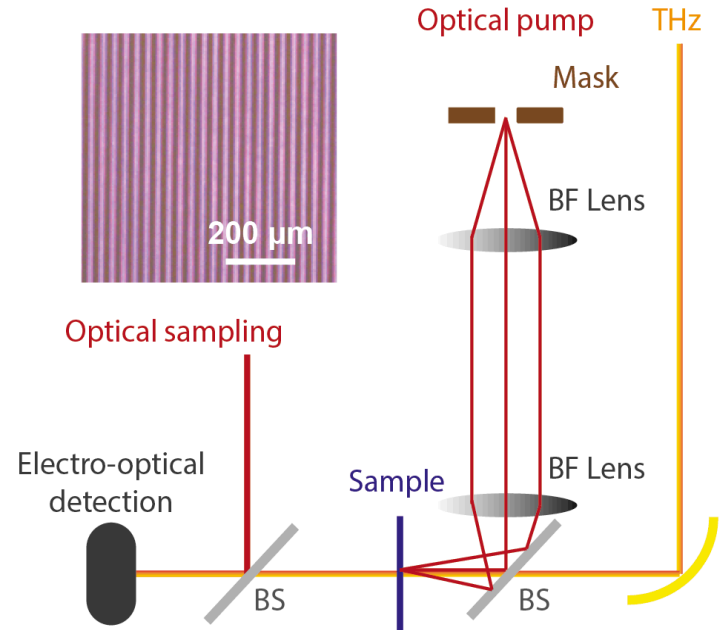 Optical pump
THz
Mask
BF Lens
200 µm
Optical sampling
Electro-optical
detection
Sample
BF Lens
BS
BS